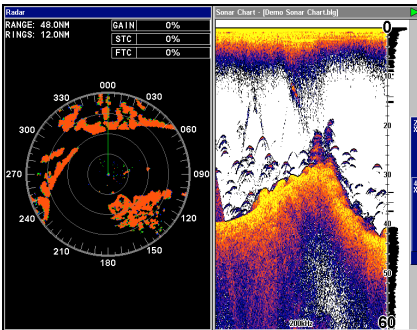 Radar
RANGE: 48.0NM
RINGS: 12.0NM
GAIN 0%
STC 0%
FTC 0%
000
030
060
090
120
150
180
210
240
270
300
330
Sonar Chart - [Demo Sonar Chart.blg]
0
10
20
30
40
50
60
200kHz
2x
4x